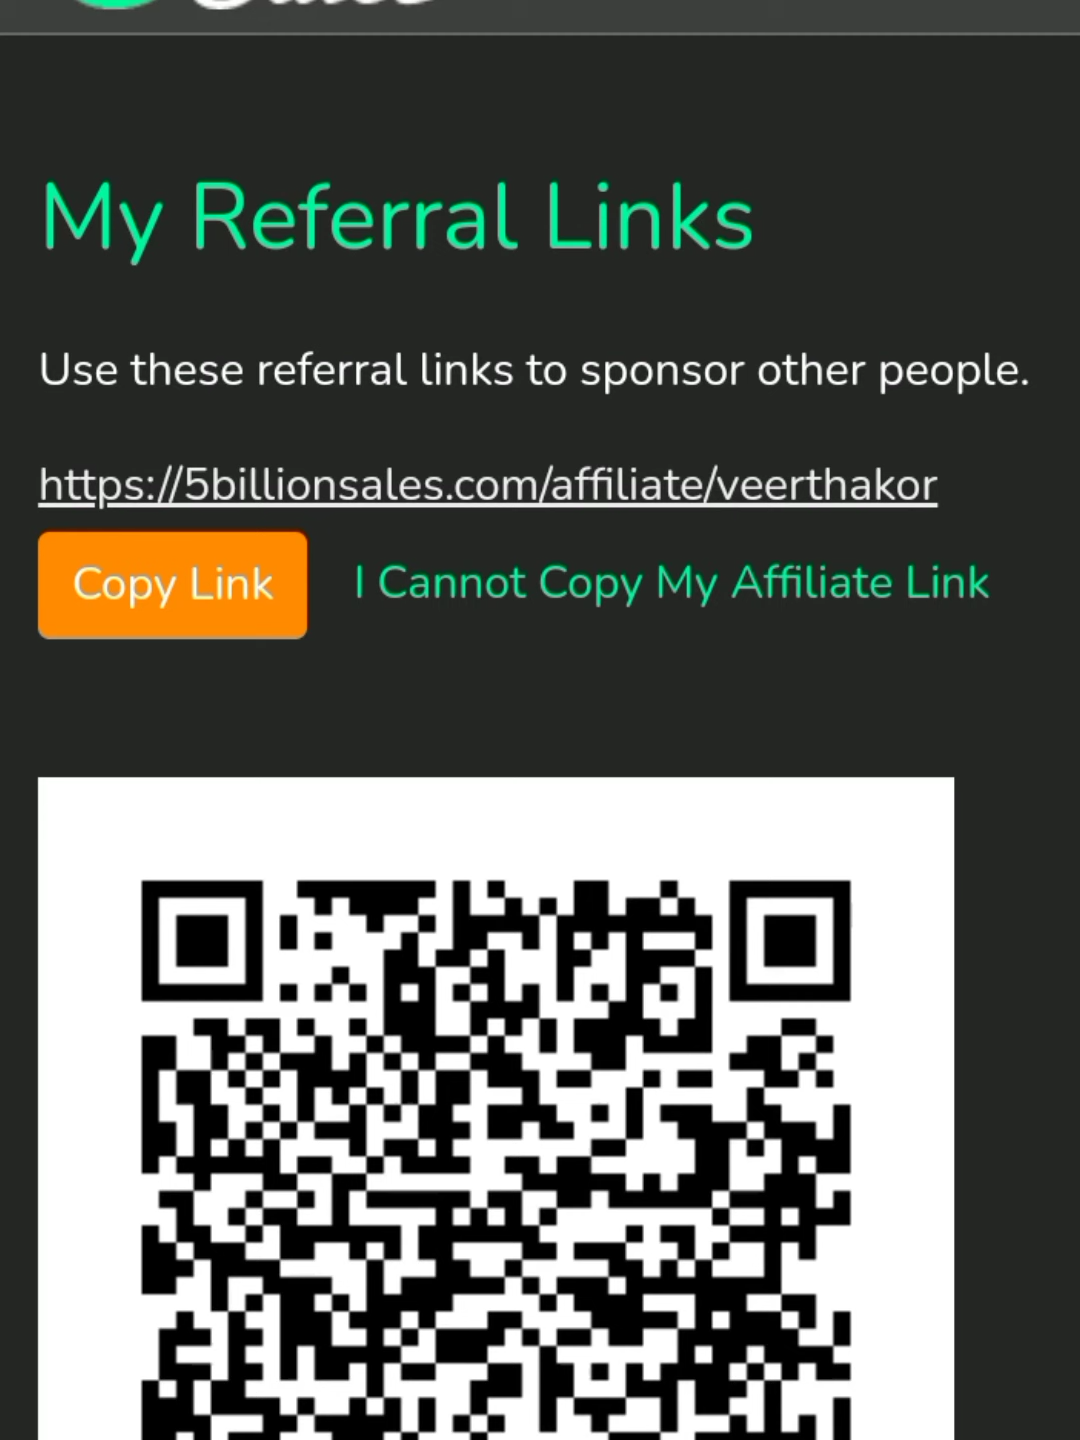 My Referral Links
Use these referral links to sponsor other people.
https://5billionsales.com/affiliate/veerthakor
Copy Link
I Cannot Copy My Affiliate Link